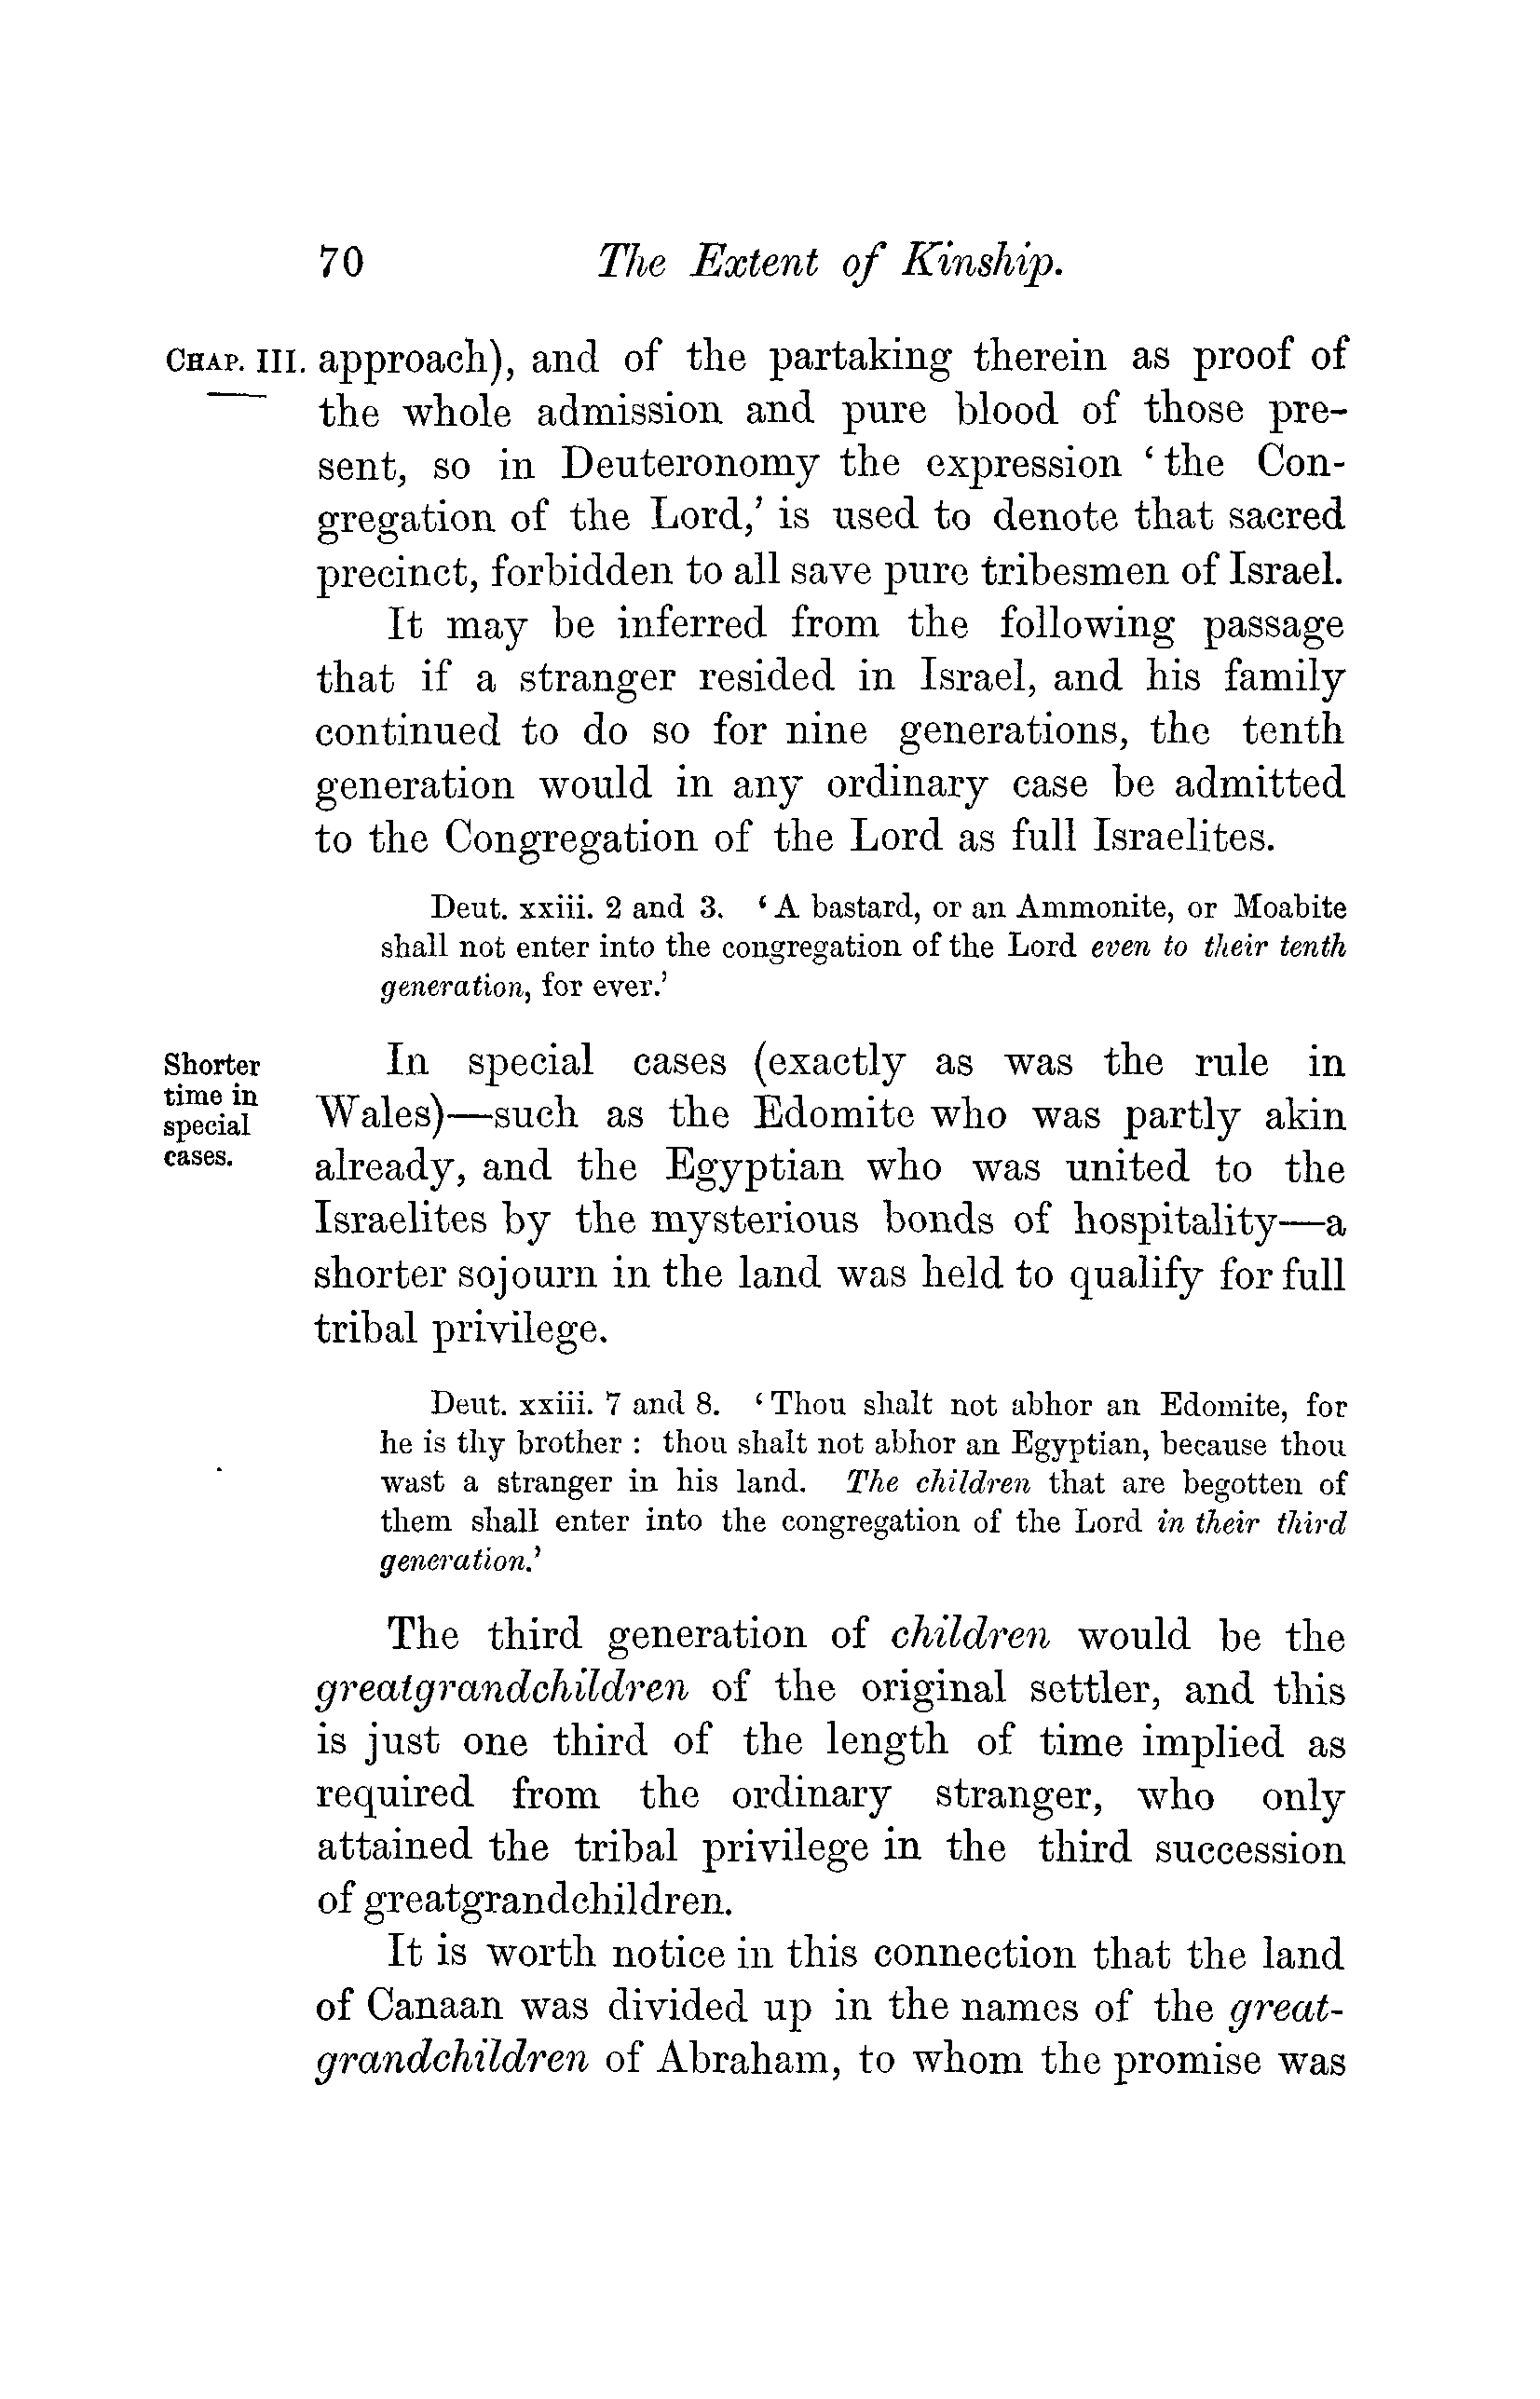 70 The Extent of Kinship.
CHAP. III. approach), and of the partaking therein as proof of
the whole admission and pure blood of those pre-
sent, so in Deuteronomy the expression ‘the Con-
gregation of the Lord,’ is used to denote that sacred
precinct, forbidden to all save pure tribesmen of Israel.
It may be inferred from the following passage
that if a stranger resided in Israel, and his family
continued to do so for nine generations, the tenth
generation would in any ordinary case be admitted
to the Congregation of the Lord as full Israelites.
Deut. xxiii. 2 and 3. ‘A bastard, or an Ammonite, or Moabite
shall not enter into the congregation of the Lord even to their tenth
generation, for ever.’
Shorter
time in
special
cases.
In special cases (exactly as was the rule in
Wales)—such as the Edomite who was partly akin
already, and the Egyptian who was united to the
Israelites by the mysterious bonds of hospitality—a
shorter sojourn in the land was held to qualify for full
tribal privilege.
Deut. xxiii. 7 and 8. ‘Thou shalt not abhor an Edomite, for
he is thy brother : thou shalt not abhor an Egyptian, because thou
wast a stranger in his land. The children that are begotten of
them shall enter into the congregation of the Lord in their third
generation.’
The third generation of children would be the
greatgrandchildren of the original settler, and this
is just one third of the length of time implied as
required from the ordinary stranger, who only
attained the tribal privilege in the third succession
of greatgrandchildren.
It is worth notice in this connection that the land
of Canaan was divided up in the names of the great-
grandchildren of Abraham, to whom the promise was